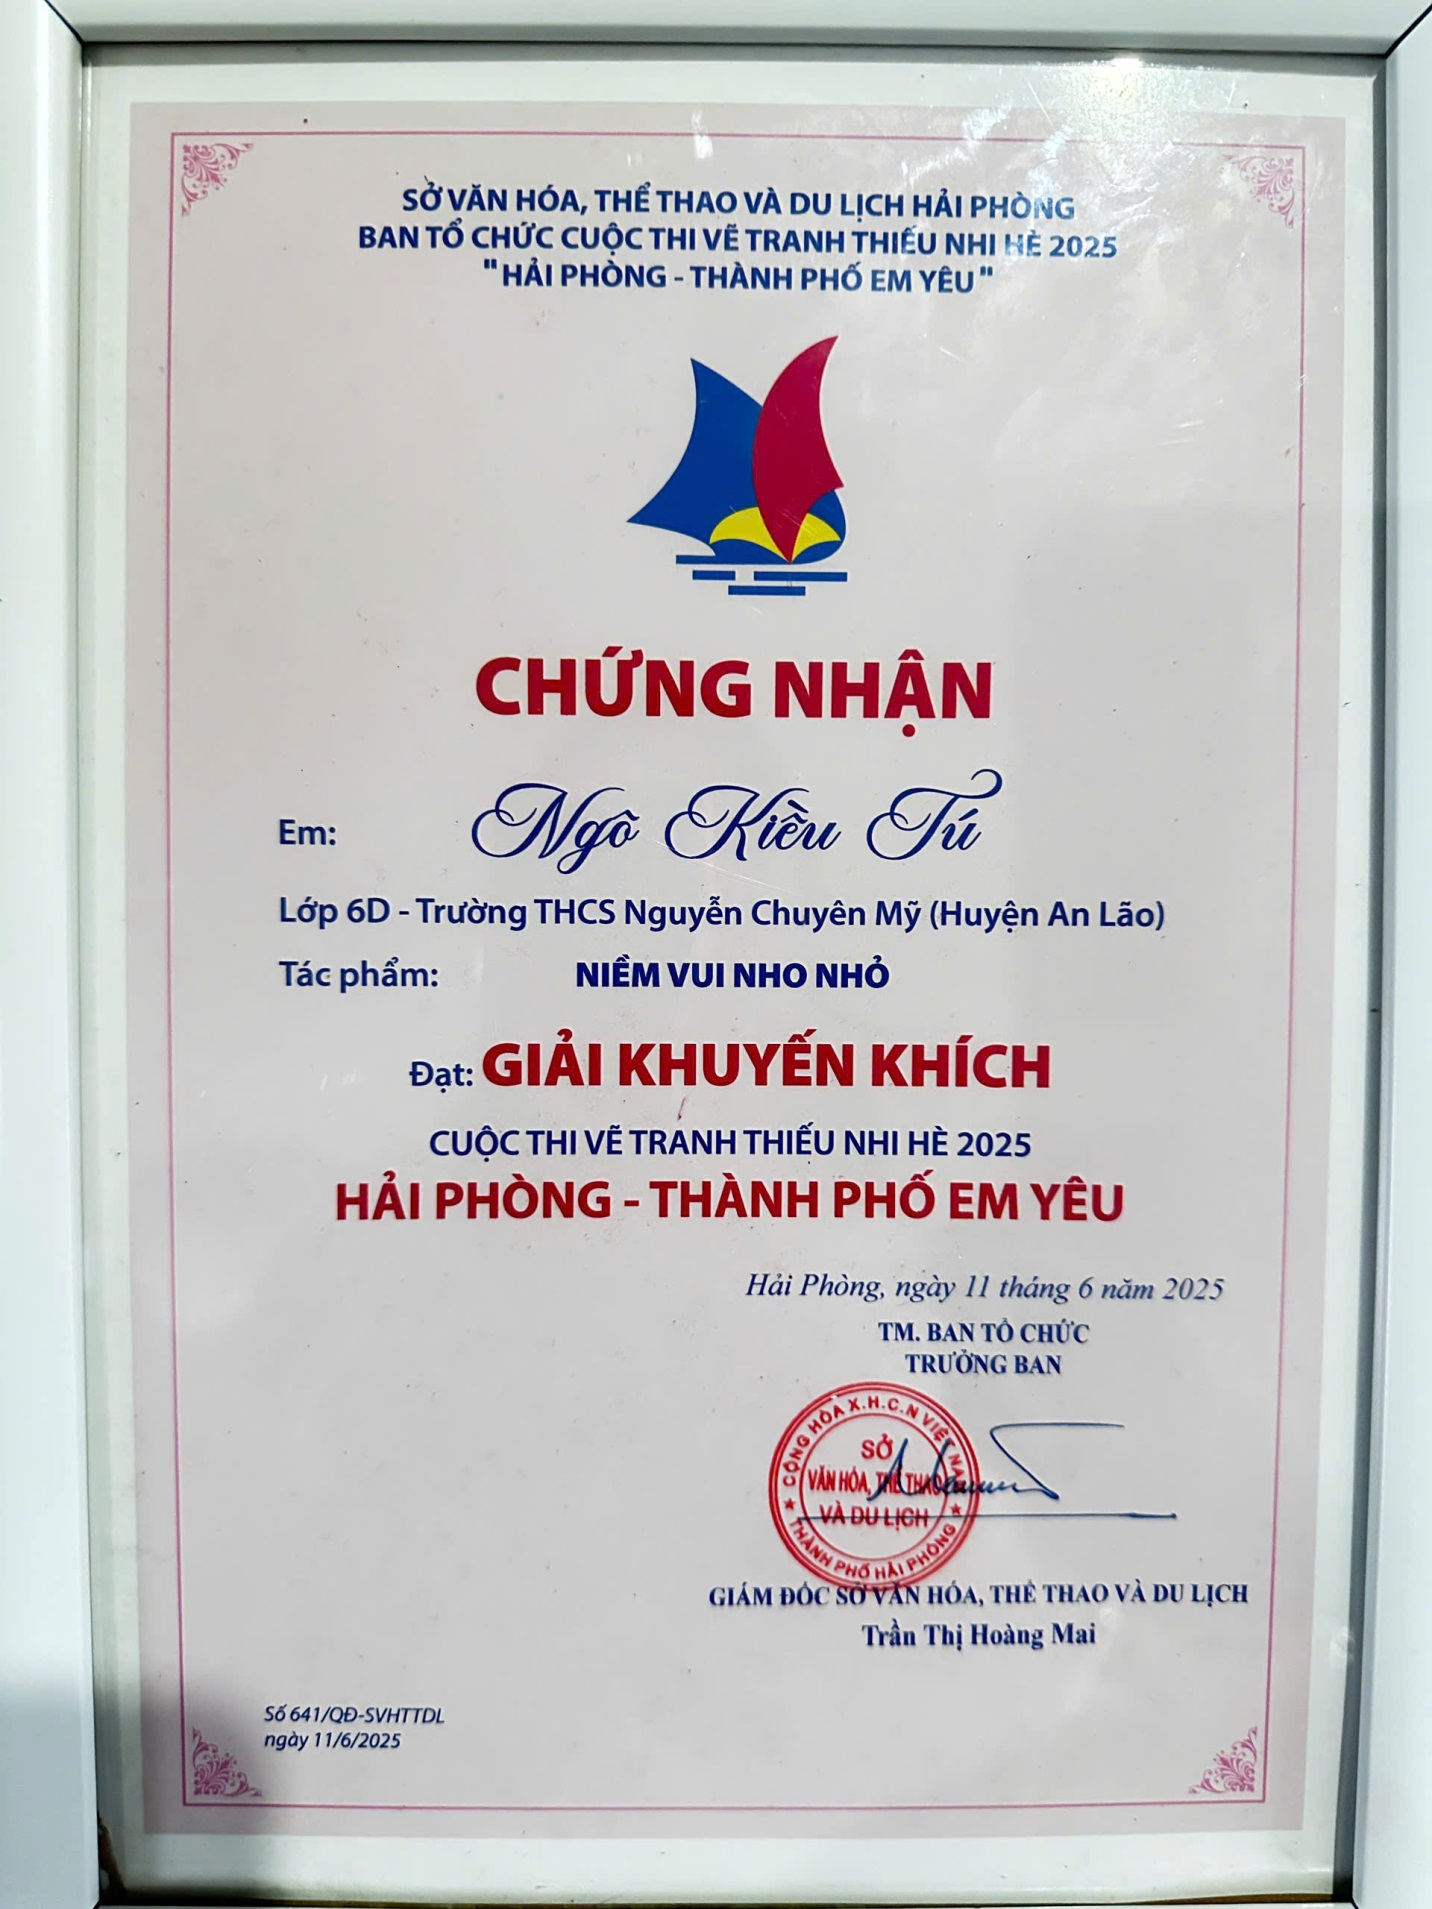 SỞ VĂN HÓA, THỂ THAO VÀ DU LỊCH HẢI PHÒNG
BAN TỔ CHỨC CUỘC THI VẼ TRANH THIẾU NHI HÈ 2025
"HẢI PHÒNG - THÀNH PHỐ EM YÊU"
CHỨNG NHẬN
Em: Ngô Kiều Tú
Lớp 6D - Trường THCS Nguyễn Chuyên Mỹ (Huyện An Lão)
Tác phẩm: NIỀM VUI NHO NHỎ
Đạt: GIẢI KHUYẾN KHÍCH
CUỘC THI VẼ TRANH THIẾU NHI HÈ 2025
HẢI PHÒNG - THÀNH PHỐ EM YÊU
Hải Phòng, ngày 11 tháng 6 năm 2025
TM. BAN TỔ CHỨC
TRƯỞNG BAN
CỘNG HÒA X.H.C.N VIỆT NAM
SỞ
VĂN HÓA, THỂ THAO
VÀ DU LỊCH
THÀNH PHỐ HẢI PHÒNG
GIÁM ĐỐC SỞ VĂN HÓA, THỂ THAO VÀ DU LỊCH
Trần Thị Hoàng Mai
Số 641/QĐ-SVHTTDL
ngày 11/6/2025